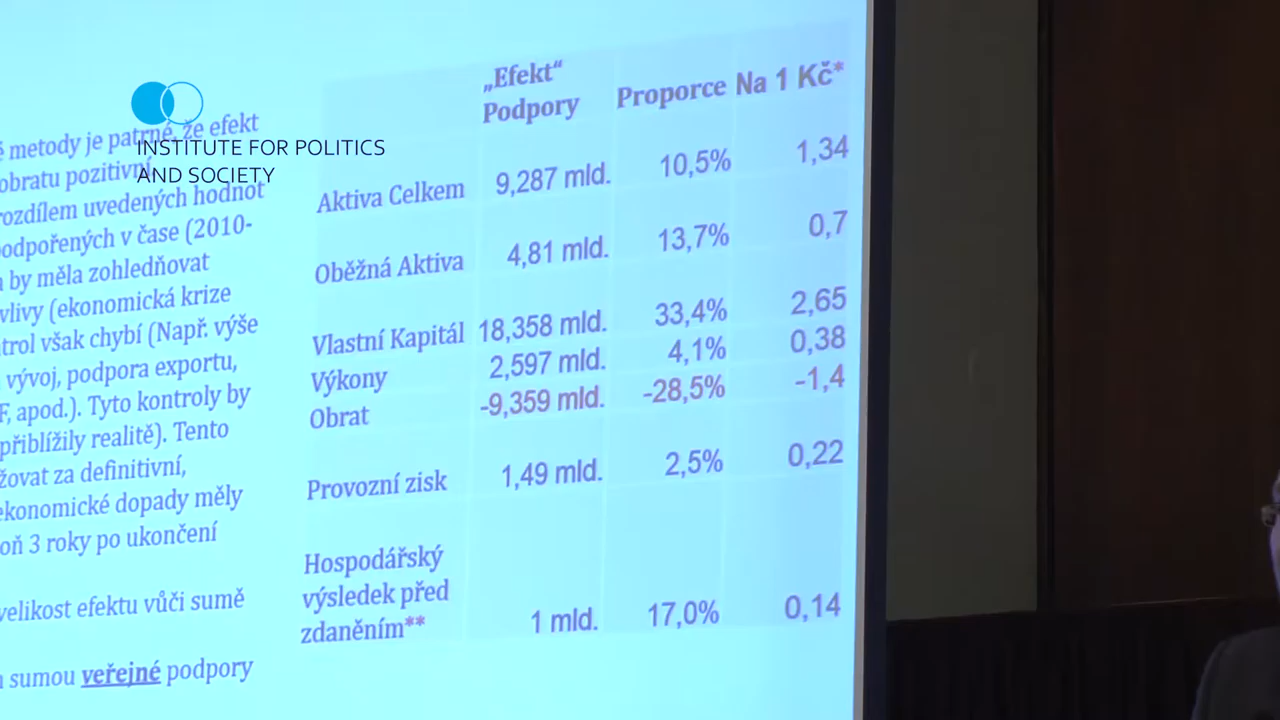 INSTITUTE FOR POLITICS
AND SOCIETY
metody je patrné, že efekt
obratu pozitivní
uvedených hodnot
v čase (2010-
by měla zohledňovat
vlivy (ekonomická krize
však chybí (Např. výše
vývoj, podpora exportu,
apod.). Tyto kontroly by
přiblížily realitě). Tento
za definitivní,
ekonomické dopady měly
3 roky po ukončení
velikost efektu vůči sumě
sumou veřejné podpory
„Efekt“ Podpory Proporce Na 1 Kč*
Aktiva Celkem 9,287 mld. 10,5% 1,34
Oběžná Aktiva 4,81 mld. 13,7% 0,7
Vlastní Kapitál 18,358 mld. 33,4% 2,65
Výkony 2,597 mld. 4,1% 0,38
Obrat -9,359 mld. -28,5% -1,4
Provozní zisk 1,49 mld. 2,5% 0,22
Hospodářský
výsledek před
zdaněním** 1 mld. 17,0% 0,14